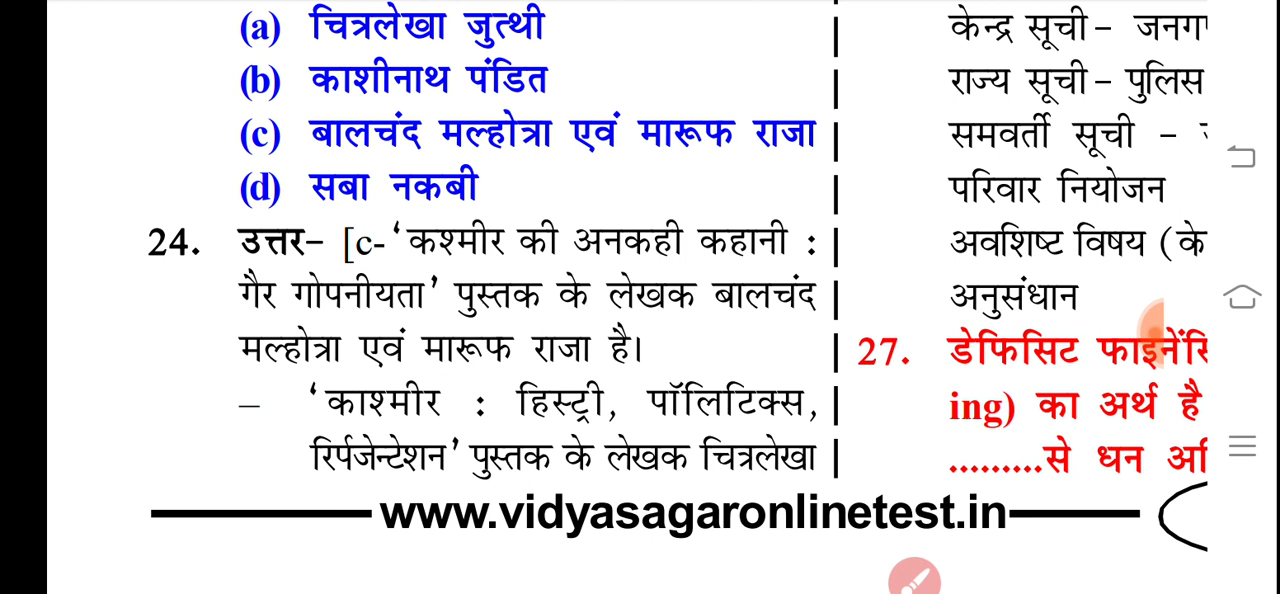 (a) चित्रलेखा जुत्थी
(b) काशीनाथ पंडित
(c) बालचंद मल्होत्रा एवं मारूफ राजा
(d) सबा नकबी
24. उत्तर- [c-‘कश्मीर की अनकही कहानी :
गैर गोपनीयता’ पुस्तक के लेखक बालचंद
मल्होत्रा एवं मारूफ राजा है।
– ‘काश्मीर : हिस्ट्री, पॉलिटिक्स,
रिर्पजेन्टेशन’ पुस्तक के लेखक चित्रलेखा
केन्द्र सूची-
राज्य सूची- पुलिस
समवर्ती सूची -
परिवार नियोजन
अवशिष्ट विषय (के
अनुसंधान
27. डेफिसिट
ing) का अर्थ है
..........से धन
www.vidyasagaronlinetest.in